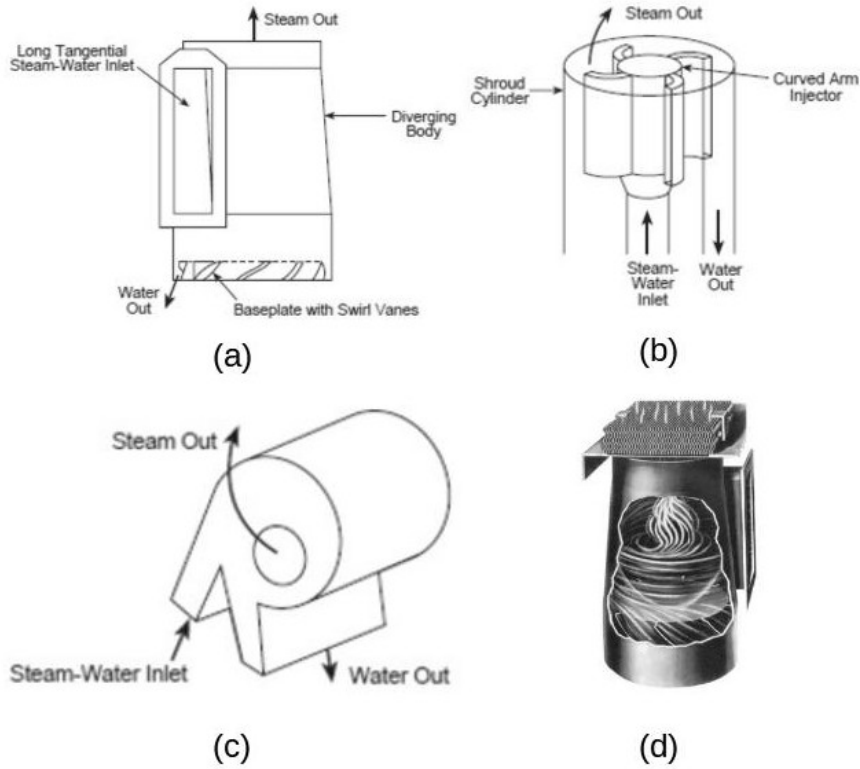 Steam Out
Long Tangential
Steam-Water Inlet
Diverging
Body
Water
Out
Baseplate with Swirl Vanes
(a)
Steam Out
Shroud
Cylinder
Curved Arm
Injector
Steam-
Water
Inlet
Water
Out
(b)
Steam Out
Steam-Water Inlet
Water Out
(c)
(d)